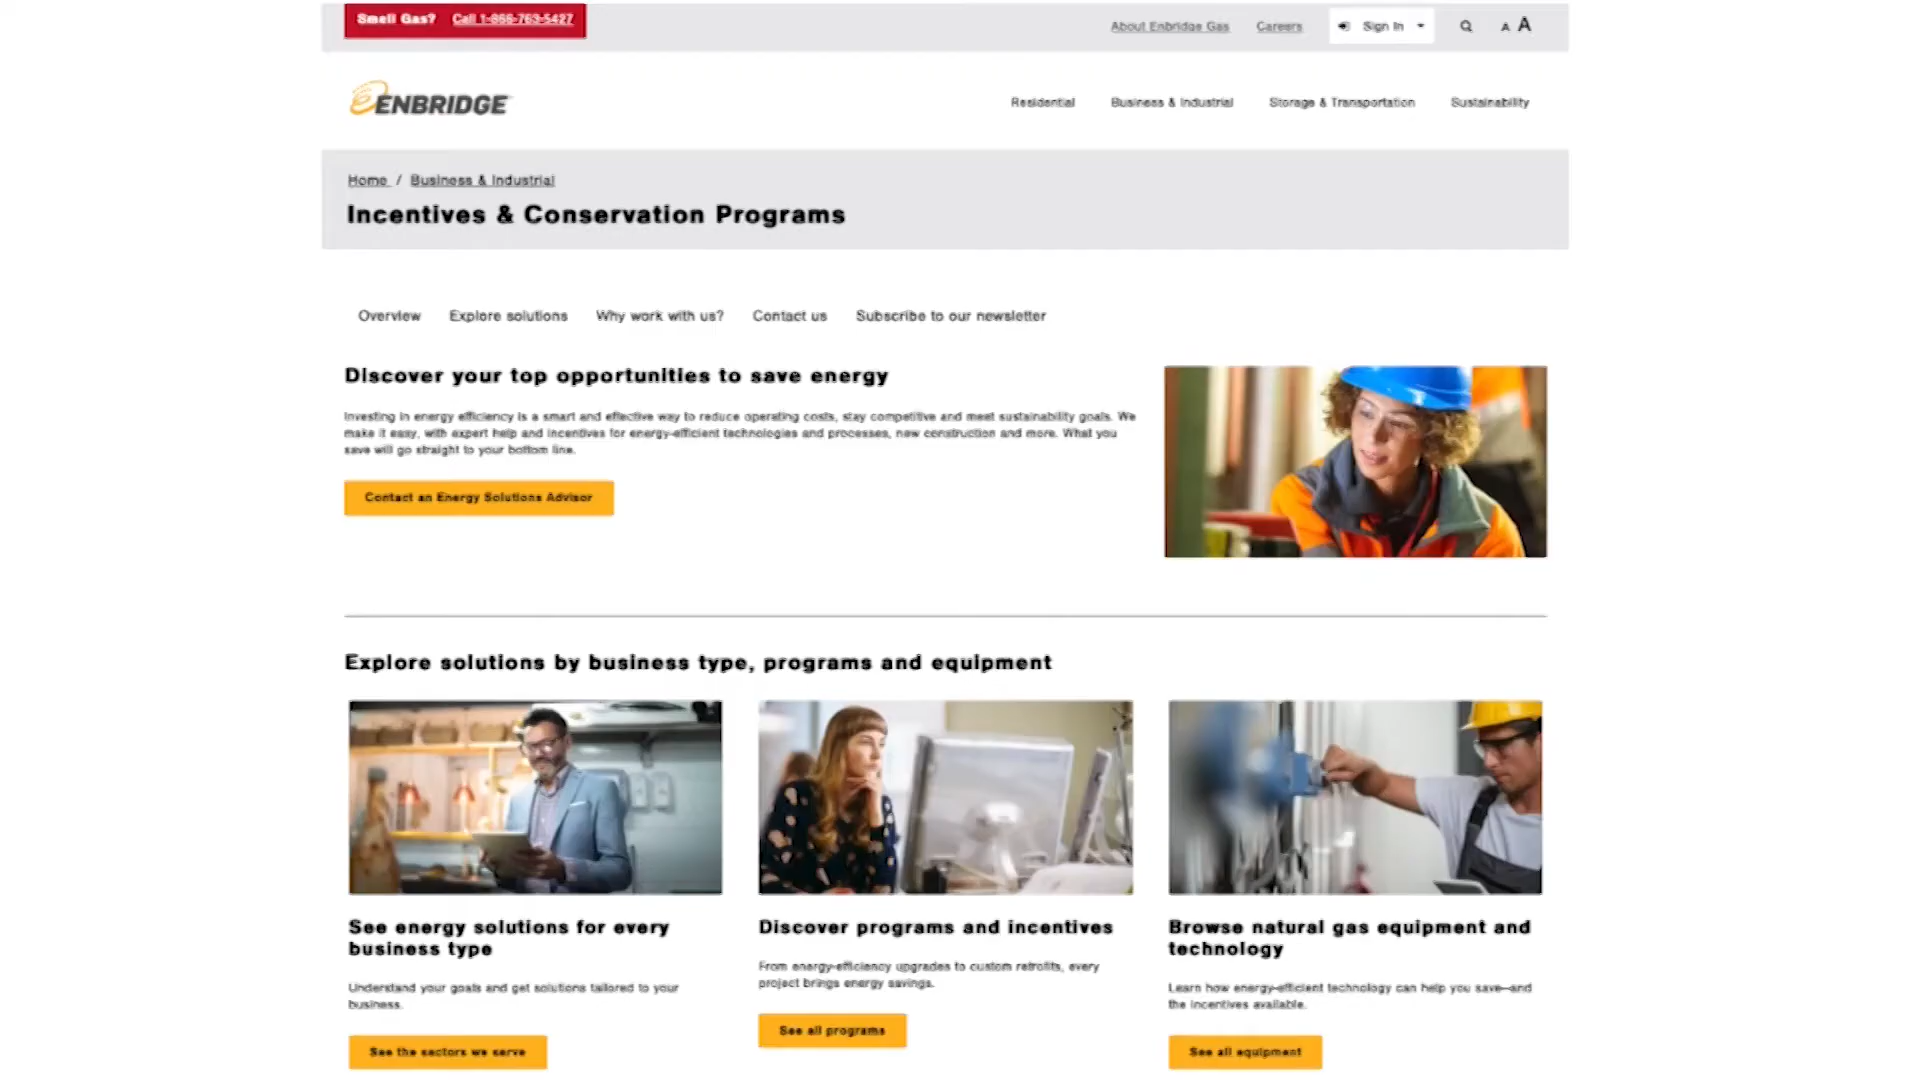 Smell Gas? Call 1-866-763-5427
About Enbridge Gas Careers Sign In A A
ENBRIDGE
Residential Business & Industrial Storage & Transportation Sustainability
Home / Business & Industrial
Incentives & Conservation Programs
Overview Explore solutions Why work with us? Contact us Subscribe to our newsletter
Discover your top opportunities to save energy
Investing in energy efficiency is a smart and effective way to reduce operating costs, stay competitive and meet sustainability goals. We
make it easy, with expert help and incentives for energy-efficient technologies and processes, new construction and more. What you
save will go straight to your bottom line.
Contact an Energy Solutions Advisor
Explore solutions by business type, programs and equipment
See energy solutions for every
business type
Understand your goals and get solutions tailored to your
business.
See the sectors we serve
Discover programs and incentives
From energy-efficiency upgrades to custom retrofits, every
project brings energy savings.
See all programs
Browse natural gas equipment and
technology
Learn how energy-efficient technology can help you save—and
the incentives available.
See all equipment